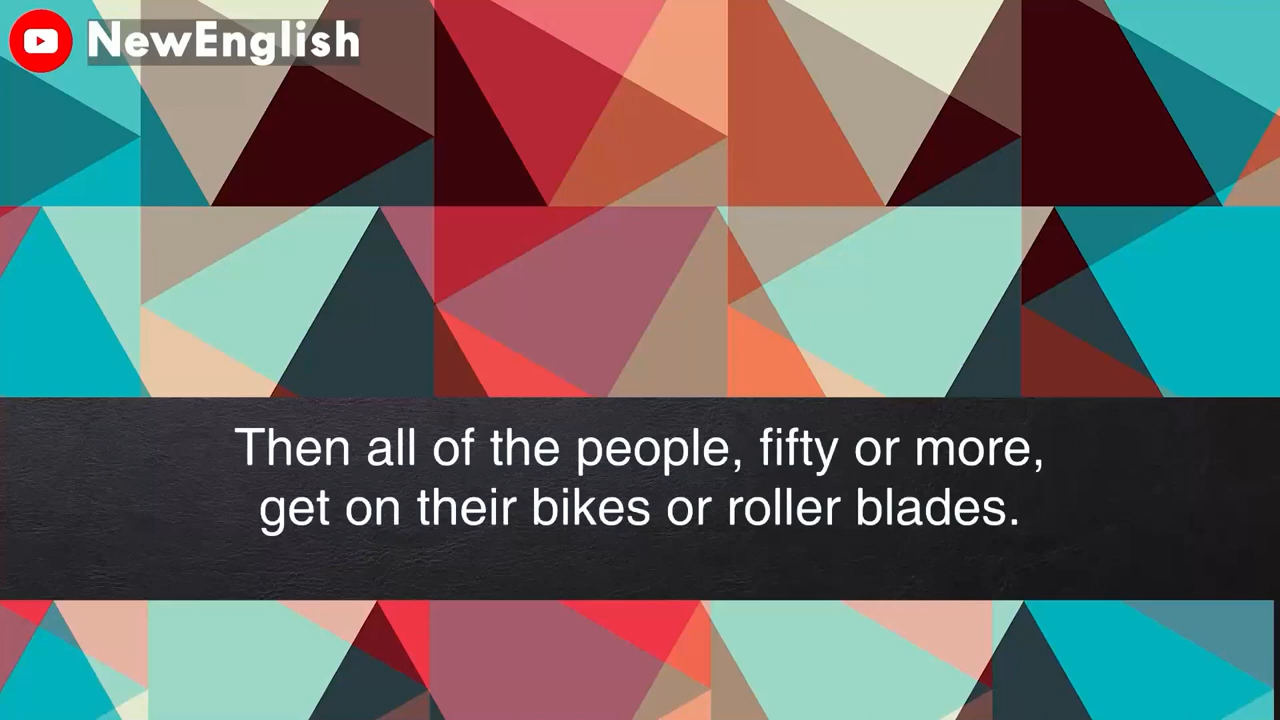 NewEnglish
Then all of the people, fifty or more,
get on their bikes or roller blades.